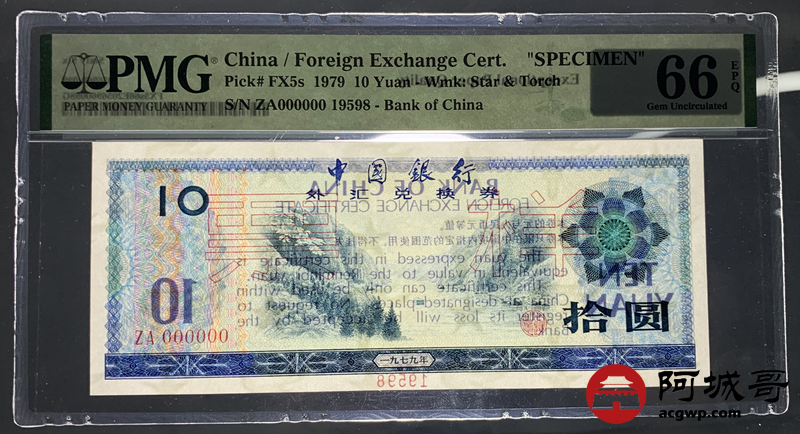 PMG
PAPER MONEY GUARANTY
China / Foreign Exchange Cert. "SPECIMEN"
Pick# FX5s 1979 10 Yuan - Wmk: Star & Torch
S/N ZA000000 19598 - Bank of China
66 EPQ
Gem Uncirculated
中国银行
BANK OF CHINA
外汇兑换券
FOREIGN EXCHANGE CERTIFICATE
10
The yuan expressed in this certificate is
equivalent in value to the Renminbi yuan.
This certificate can only be used within
China at designated places. No request to
register its loss will be accepted by the
Bank.
TEN
YUAN
10
ZA 000000
拾圆
一九七九年
19598
阿城哥
acgwp.com